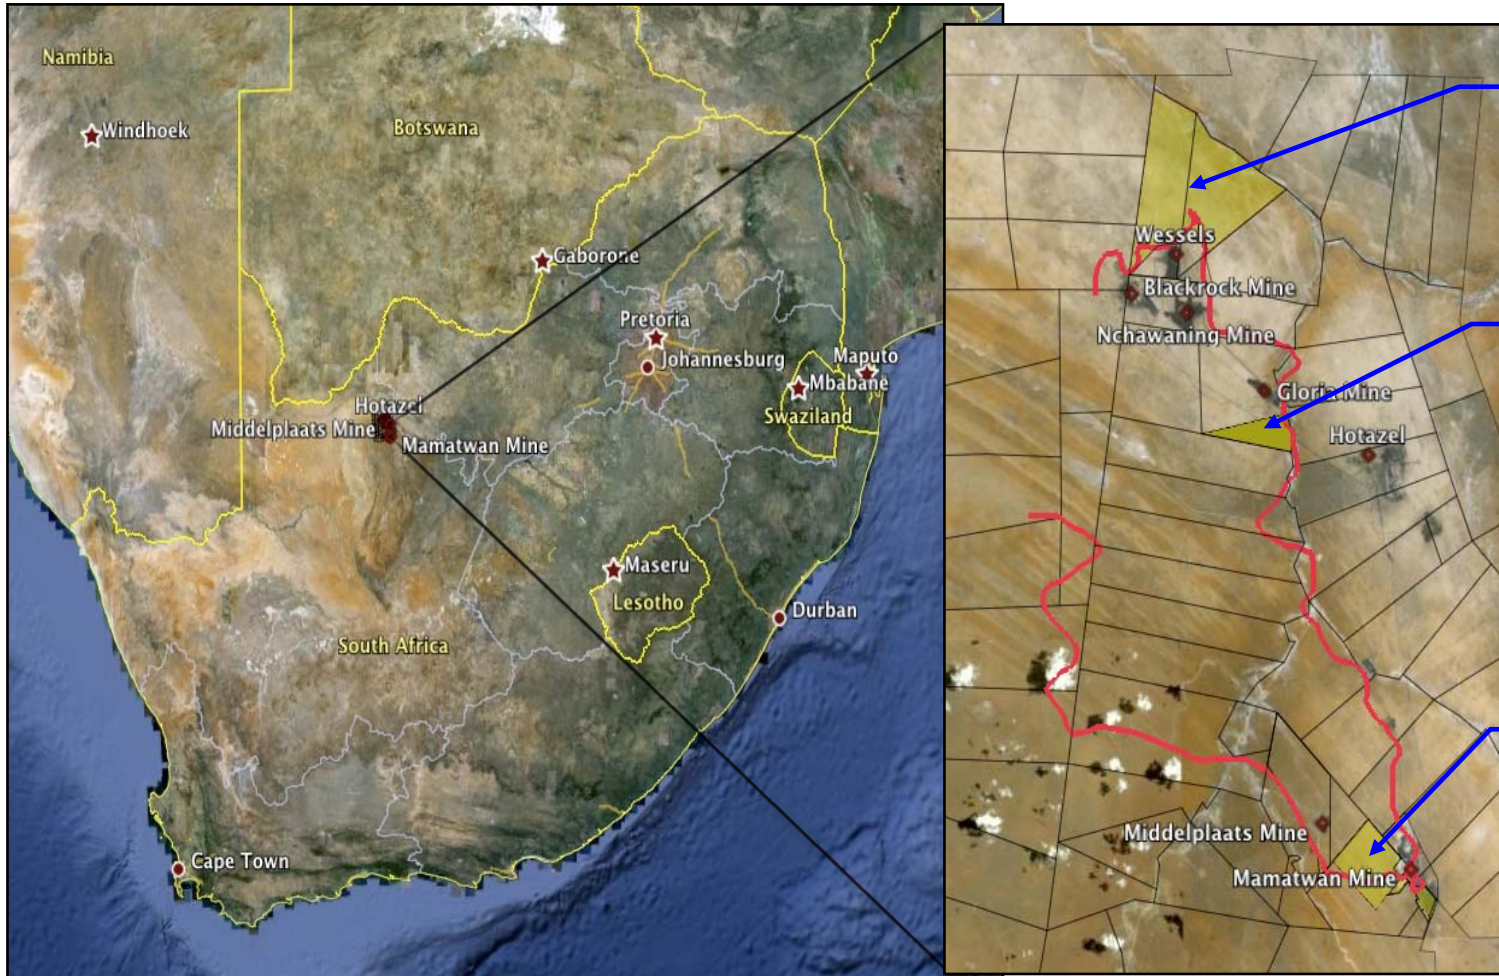 Namibia
Windhoek
Botswana
Gaborone
Pretoria
Johannesburg
Maputo
Mbabane
Swaziland
Hotazel
Middelplaats Mine
Mamatwan Mine
Maseru
Lesotho
Durban
South Africa
Cape Town
Wessels
Blackrock Mine
Nchawaning Mine
Gloria Mine
Hotazel
Middelplaats Mine
Mamatwan Mine